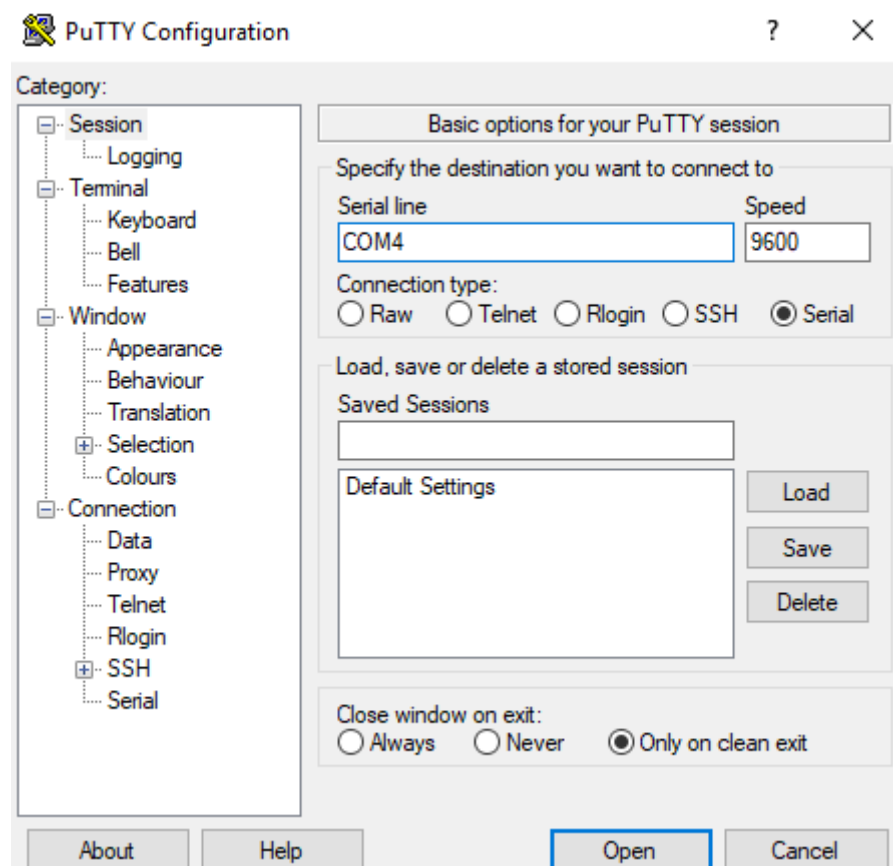 PuTTY Configuration
?
Category:
Session
Logging
Terminal
Keyboard
Bell
Features
Window
Appearance
Behaviour
Translation
Selection
Colours
Connection
Data
Proxy
Telnet
Rlogin
SSH
Serial
Basic options for your PuTTY session
Specify the destination you want to connect to
Serial line Speed
COM4 9600
Connection type:
Raw Telnet Rlogin SSH Serial
Load, save or delete a stored session
Saved Sessions
Default Settings
Load
Save
Delete
Close window on exit:
Always Never Only on clean exit
About Help Open Cancel